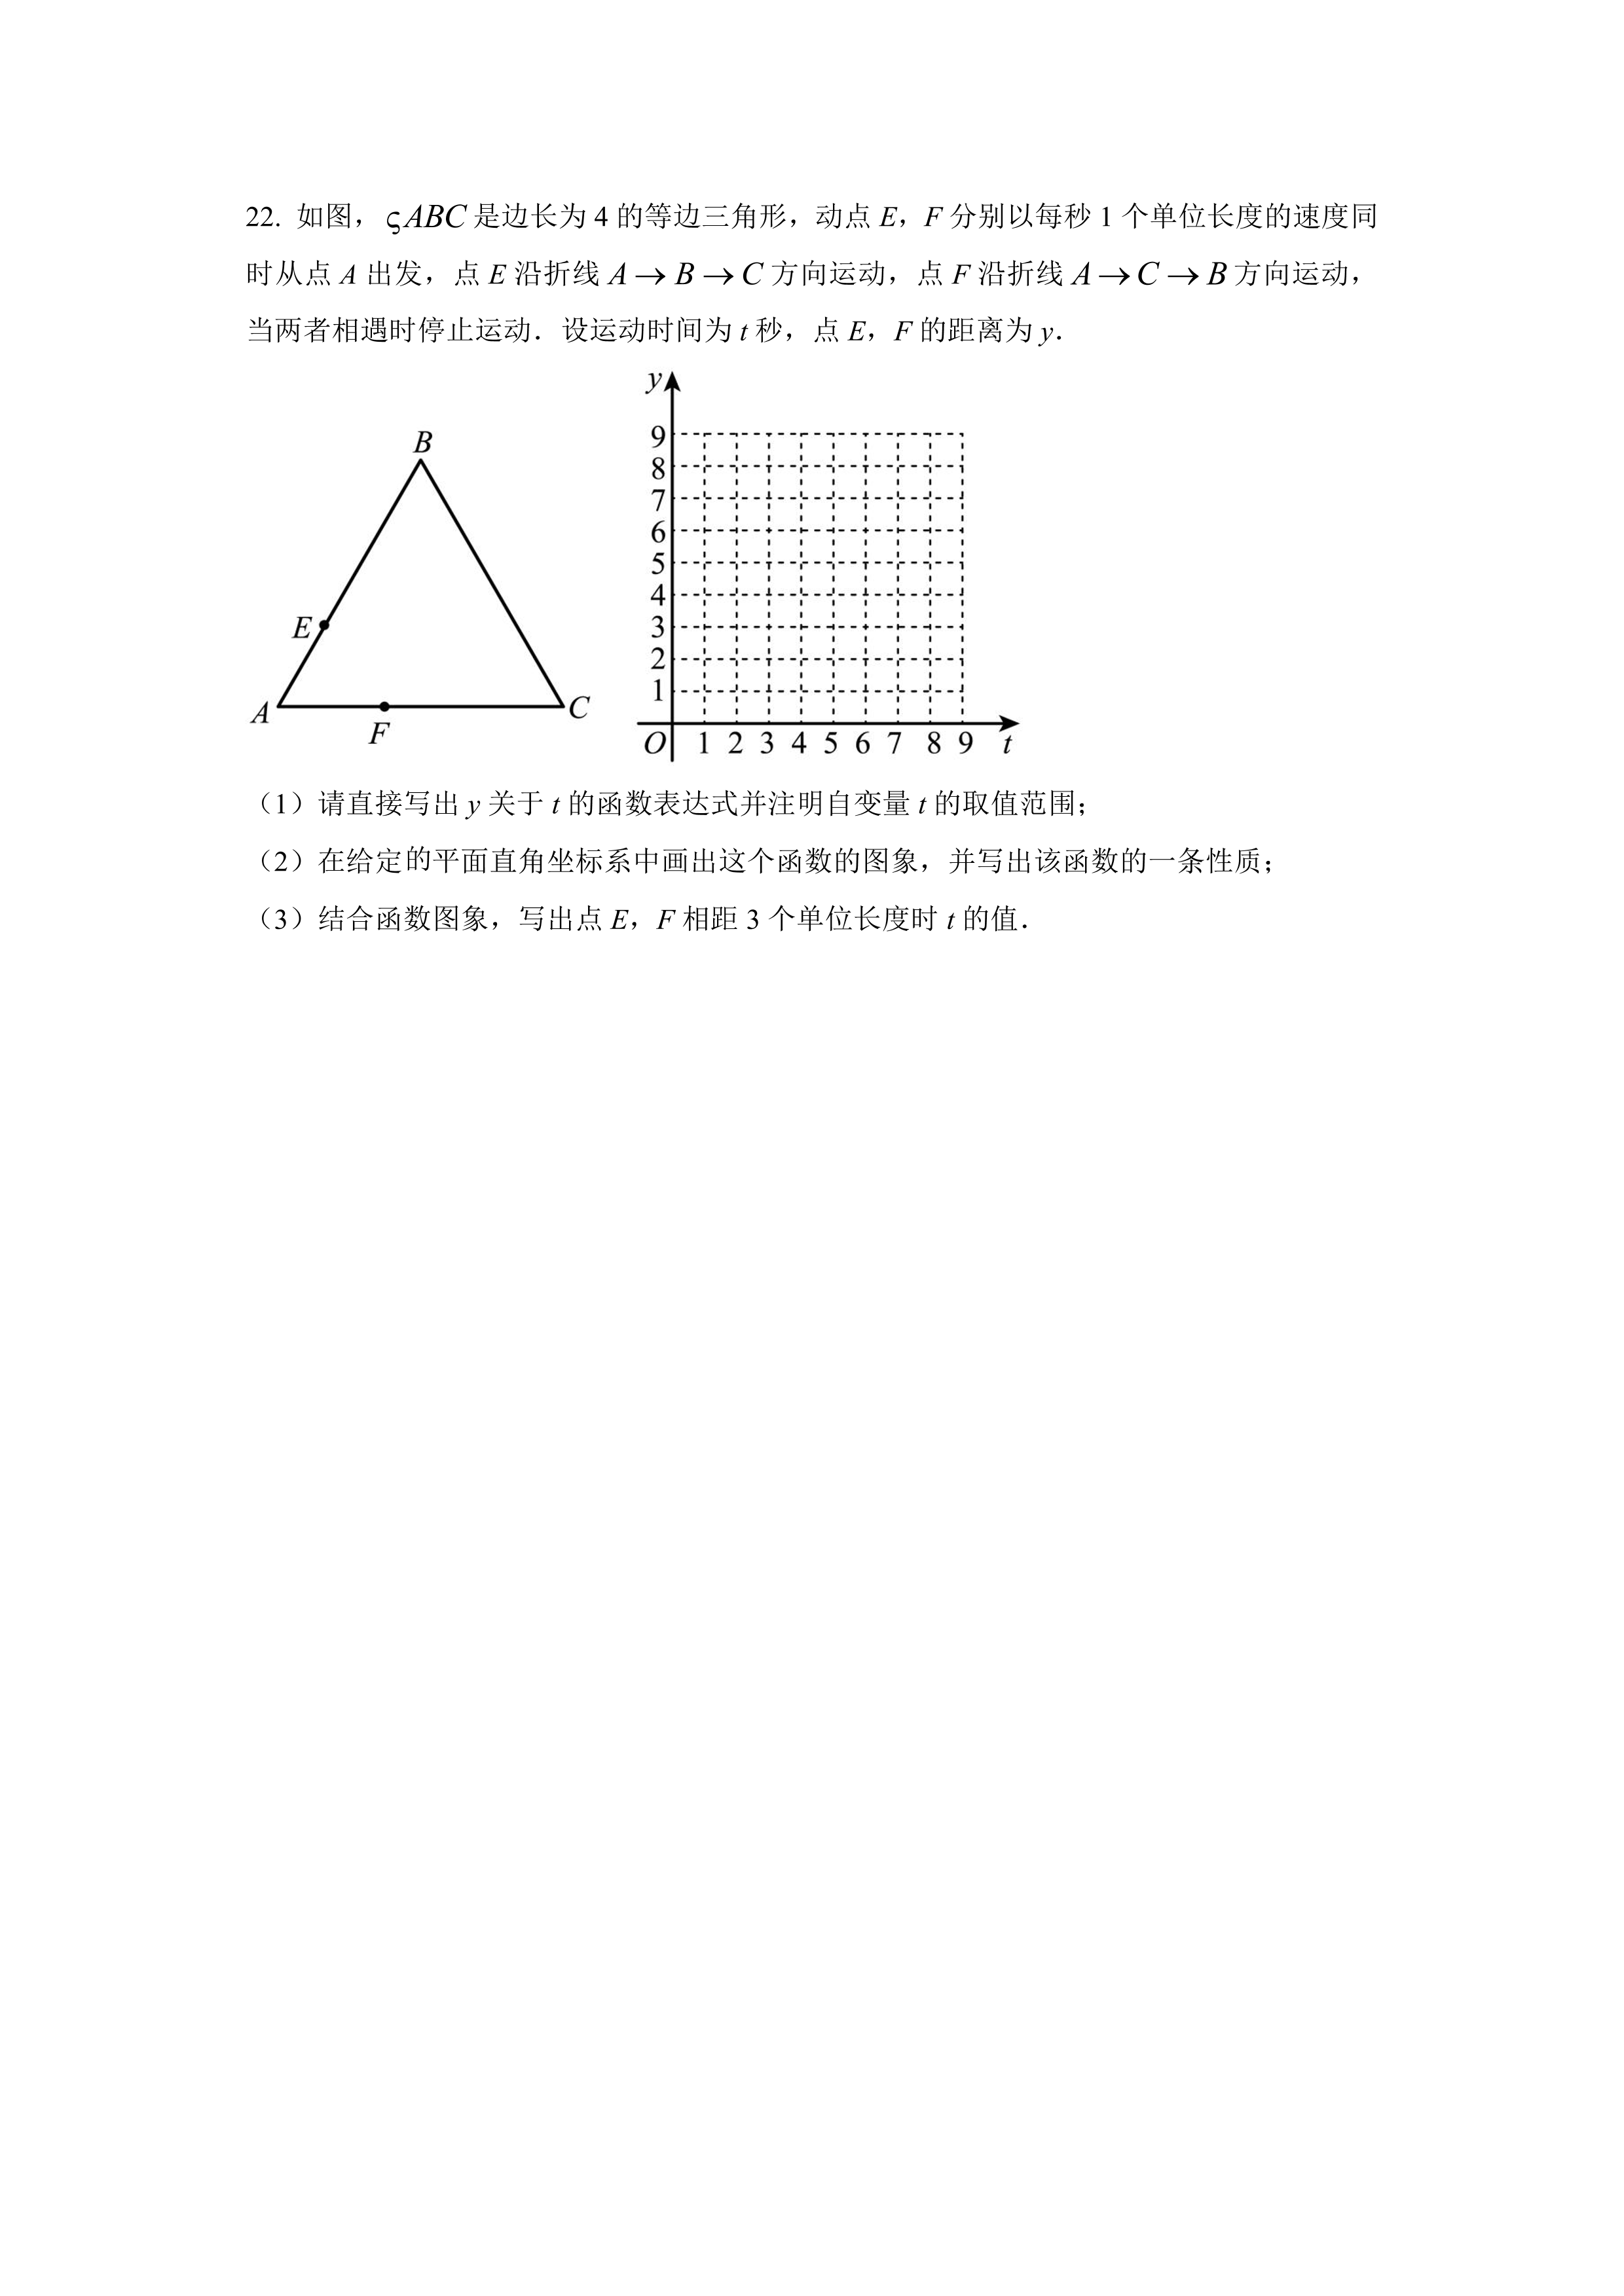 22. 如图，ςABC是边长为 4 的等边三角形，动点 E，F 分别以每秒 1 个单位长度的速度同
时从点 A 出发，点 E 沿折线 A→B→C 方向运动，点 F 沿折线 A→C→B 方向运动，
当两者相遇时停止运动．设运动时间为 t 秒，点 E，F 的距离为 y．
B
E
A
F
C
y
9
8
7
6
5
4
3
2
1
O 1 2 3 4 5 6 7 8 9 t
（1）请直接写出 y 关于 t 的函数表达式并注明自变量 t 的取值范围；
（2）在给定的平面直角坐标系中画出这个函数的图象，并写出该函数的一条性质；
（3）结合函数图象，写出点 E，F 相距 3 个单位长度时 t 的值．